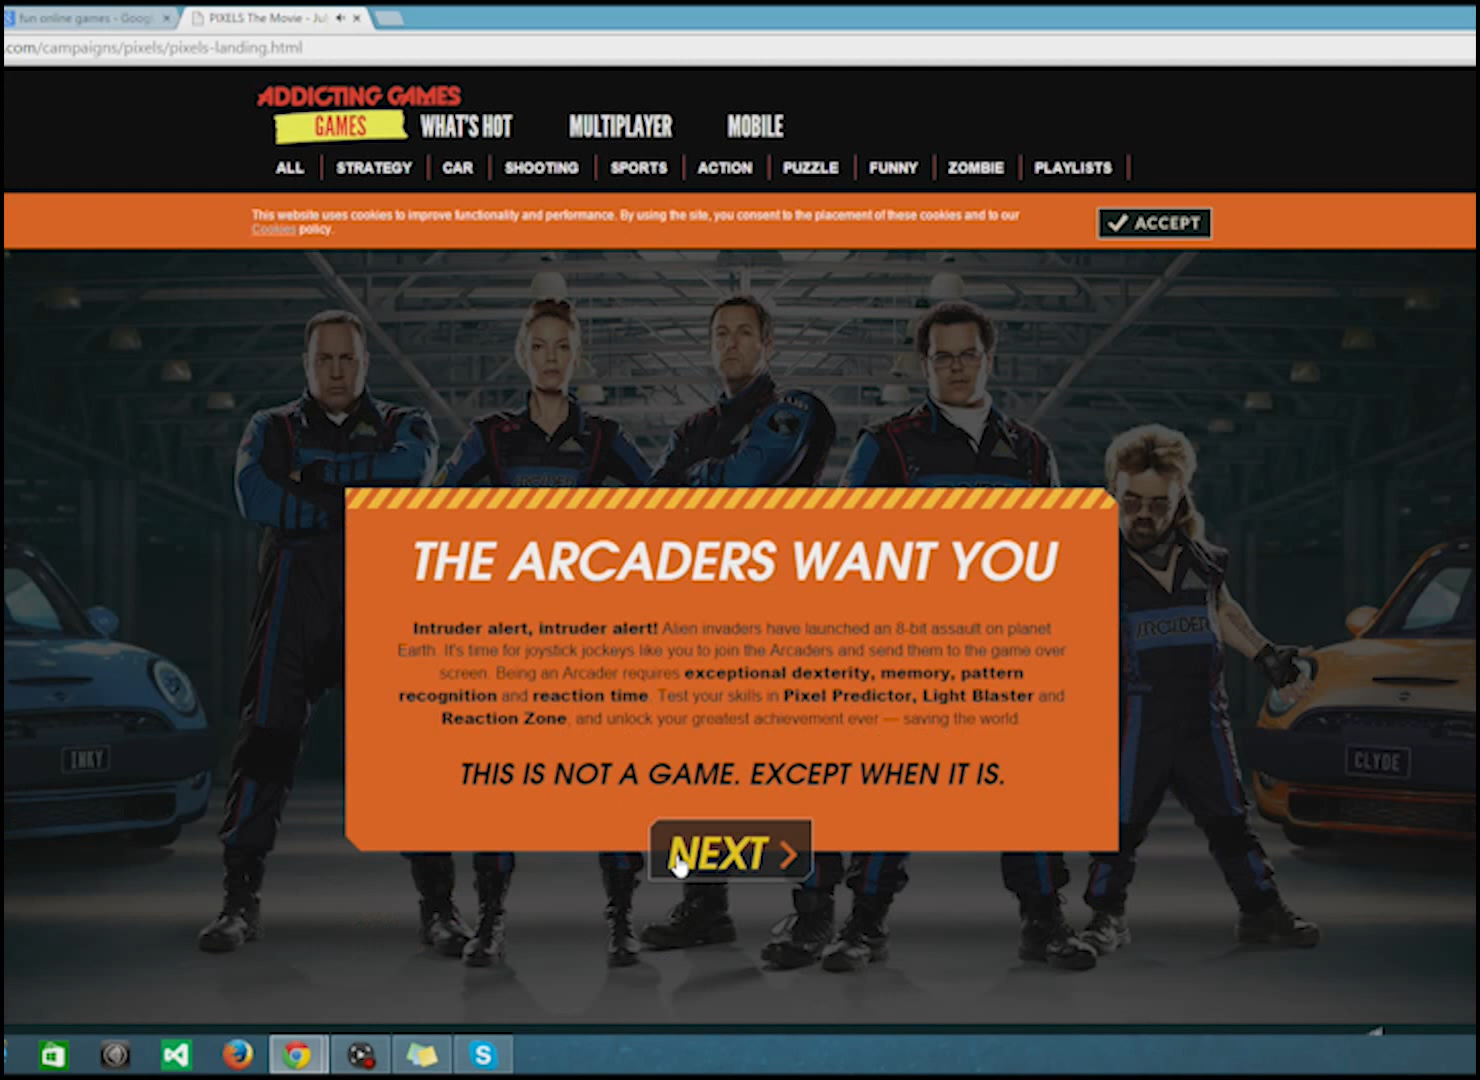 fun online games - Goog
PIXELS The Movie - Jul
.com/campaigns/pixels/pixels-landing.html
ADDICTING GAMES
GAMES WHAT'S HOT MULTIPLAYER MOBILE
ALL STRATEGY CAR SHOOTING SPORTS ACTION PUZZLE FUNNY ZOMBIE PLAYLISTS
This website uses cookies to improve functionality and performance. By using the site, you consent to the placement of these cookies and to our
Cookies policy.
ACCEPT
THE ARCADERS WANT YOU
Intruder alert, intruder alert! Alien invaders have launched an 8-bit assault on planet
Earth. It's time for joystick jockeys like you to join the Arcaders and send them to the game over
screen. Being an Arcader requires exceptional dexterity, memory, pattern
recognition and reaction time. Test your skills in Pixel Predictor, Light Blaster and
Reaction Zone, and unlock your greatest achievement ever — saving the world.
THIS IS NOT A GAME. EXCEPT WHEN IT IS.
NEXT >
ARCADER
INKY
CLYDE